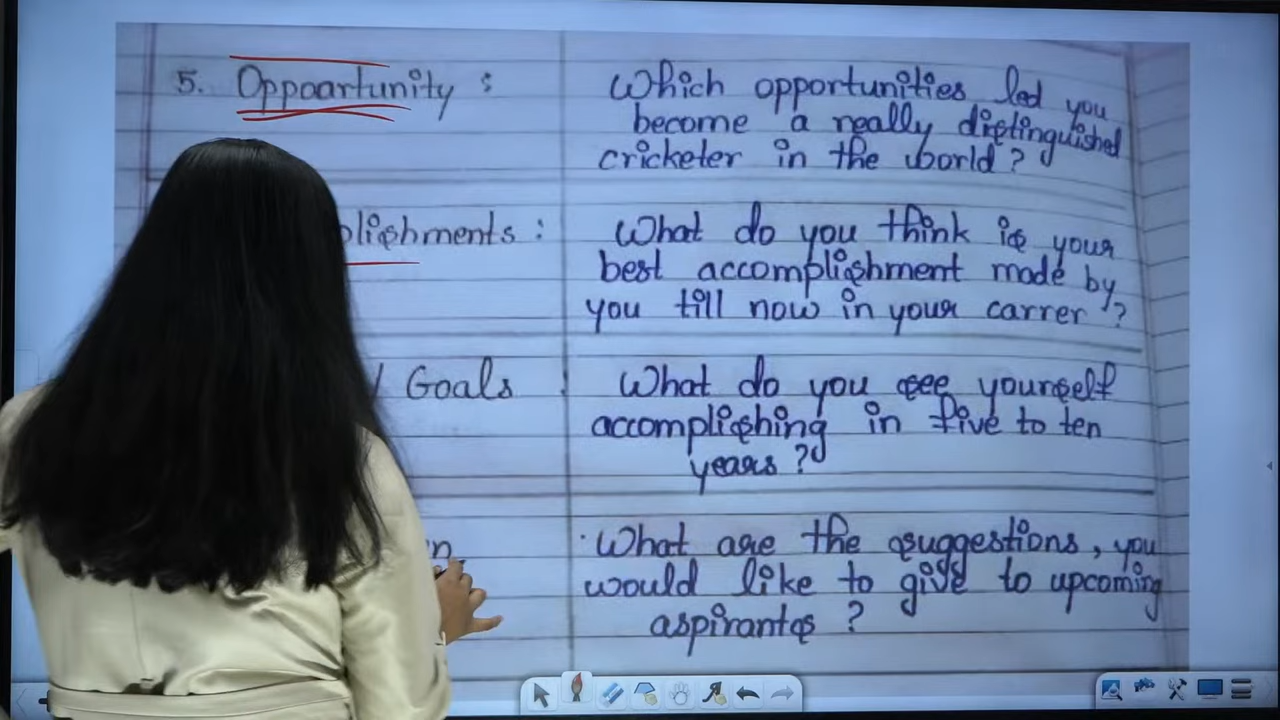 5. Oppoartunity :
Which opportunities led you
become a really distinguished
cricketer in the world ?
plishments :
What do you think is your
best accomplishment made by
you till now in your carrer ?
Goals :
What do you see yourself
accomplishing in five to ten
years ?
n
What are the suggestions, you
would like to give to upcoming
aspirants ?